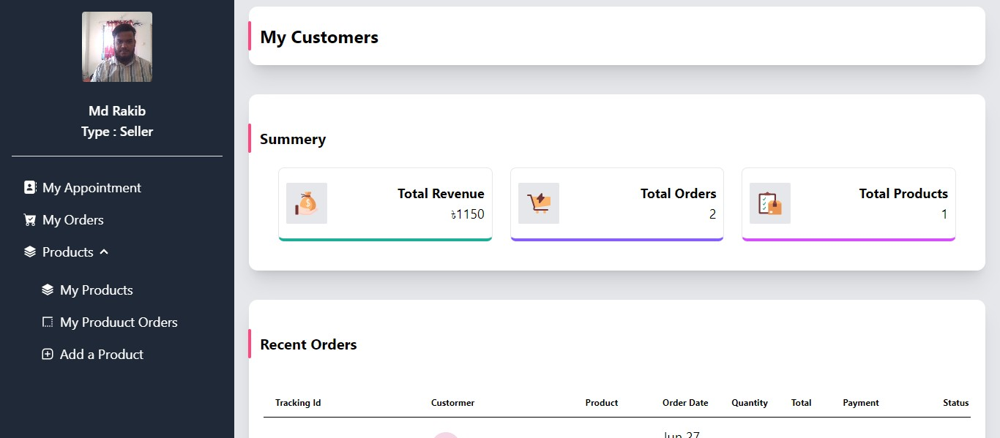 Md Rakib
Type : Seller
My Appointment
My Orders
Products
My Products
My Produuct Orders
Add a Product
My Customers
Summery
Total Revenue
৳1150
Total Orders
2
Total Products
1
Recent Orders
Tracking Id Custormer Product Order Date Quantity Total Payment Status
Jun 27